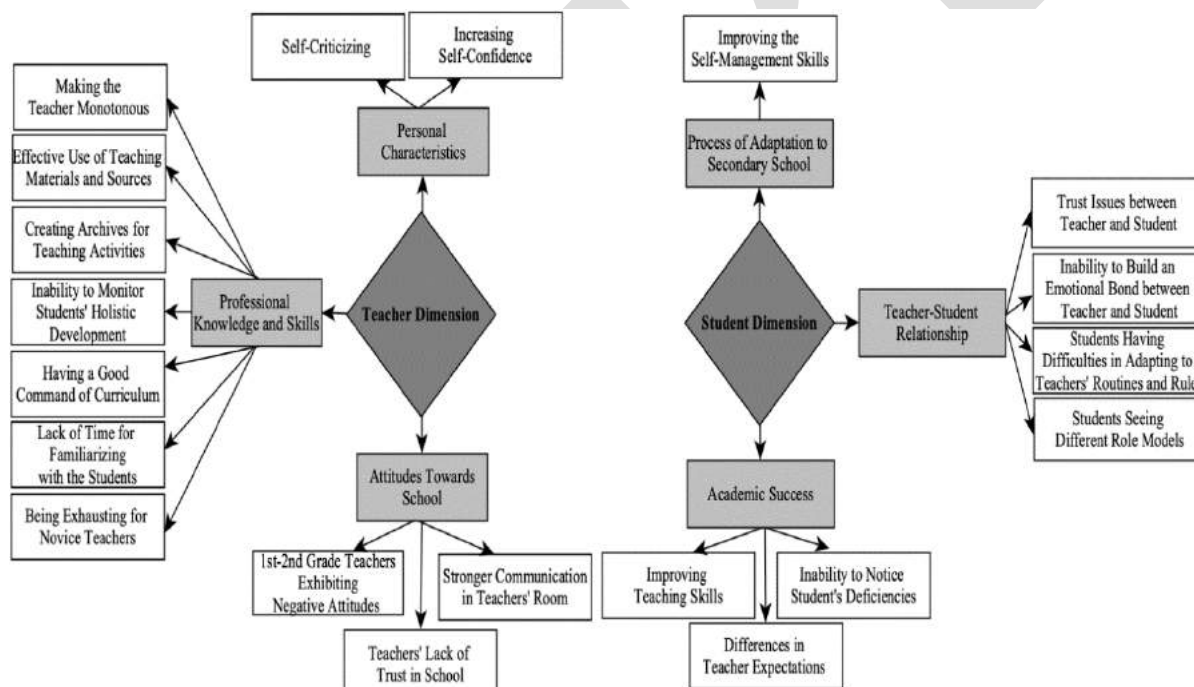 Self-Criticizing
Increasing
Self-Confidence
Personal
Characteristics
Making the
Teacher Monotonous
Effective Use of Teaching
Materials and Sources
Creating Archives for
Teaching Activities
Inability to Monitor
Students' Holistic
Development
Having a Good
Command of Curriculum
Lack of Time for
Familiarizing
with the Students
Being Exhausting for
Novice Teachers
Professional
Knowledge and Skills
Teacher Dimension
Attitudes Towards
School
1st-2nd Grade Teachers
Exhibiting
Negative Attitudes
Teachers' Lack of
Trust in School
Stronger Communication
in Teachers' Room
Improving the
Self-Management Skills
Process of Adaptation to
Secondary School
Student Dimension
Teacher-Student
Relationship
Trust Issues between
Teacher and Student
Inability to Build an
Emotional Bond between
Teacher and Student
Students Having
Difficulties in Adapting to
Teachers' Routines and Rule
Students Seeing
Different Role Models
Academic Success
Improving
Teaching Skills
Differences in
Teacher Expectations
Inability to Notice
Student's Deficiencies